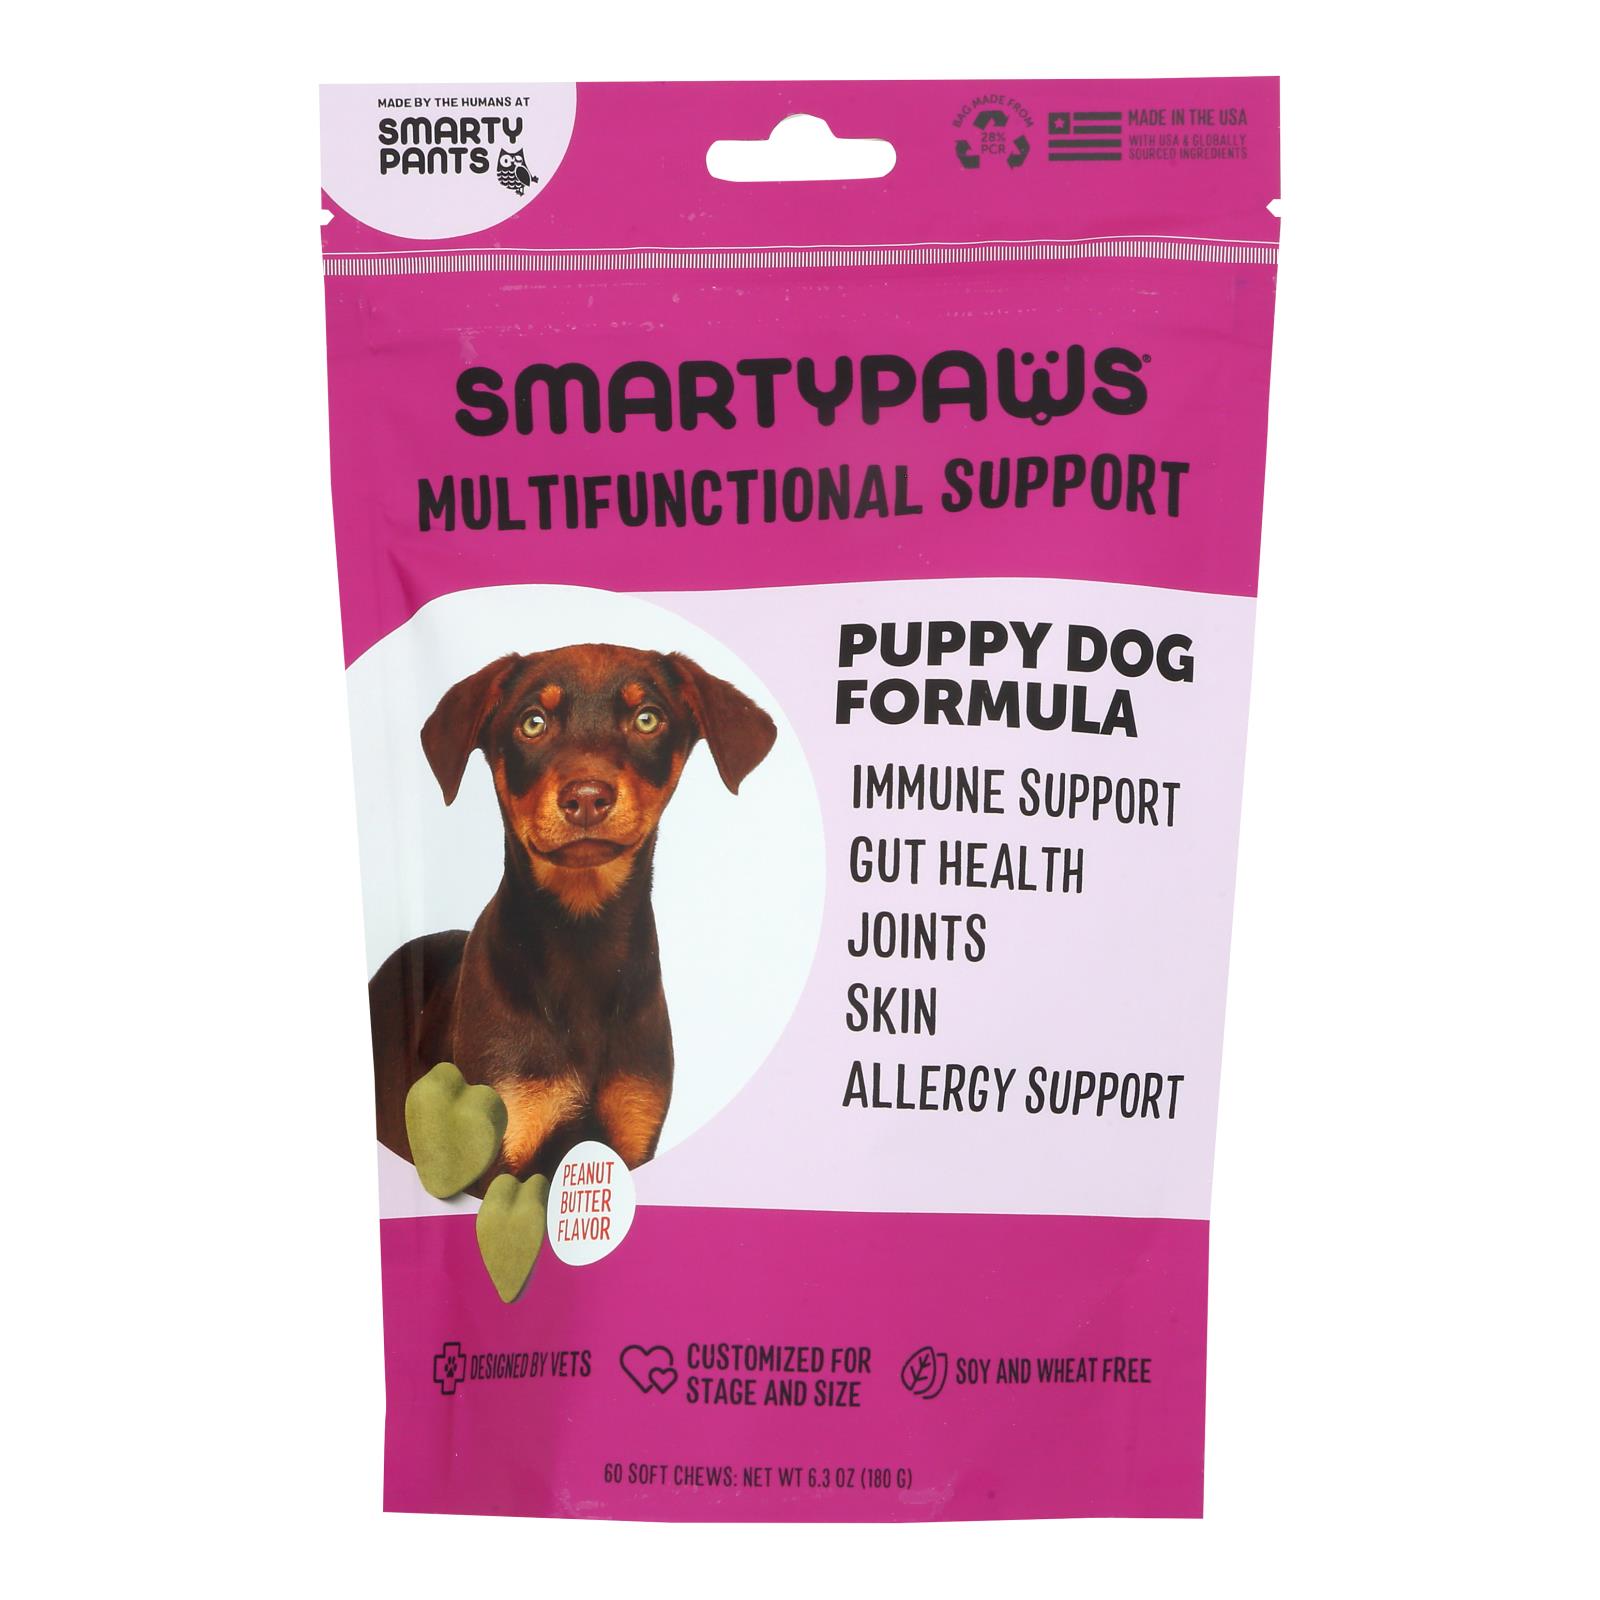 MADE BY THE HUMANS AT
SMARTY
PANTS
BAG MADE FROM
28%
PCR
MADE IN THE USA
WITH USA & GLOBALLY
SOURCED INGREDIENTS
SMARTYPAWS®
MULTIFUNCTIONAL SUPPORT
PUPPY DOG
FORMULA
IMMUNE SUPPORT
GUT HEALTH
JOINTS
SKIN
ALLERGY SUPPORT
PEANUT
BUTTER
FLAVOR
DESIGNED BY VETS
CUSTOMIZED FOR
STAGE AND SIZE
SOY AND WHEAT FREE
60 SOFT CHEWS: NET WT 6.3 OZ (180 G)